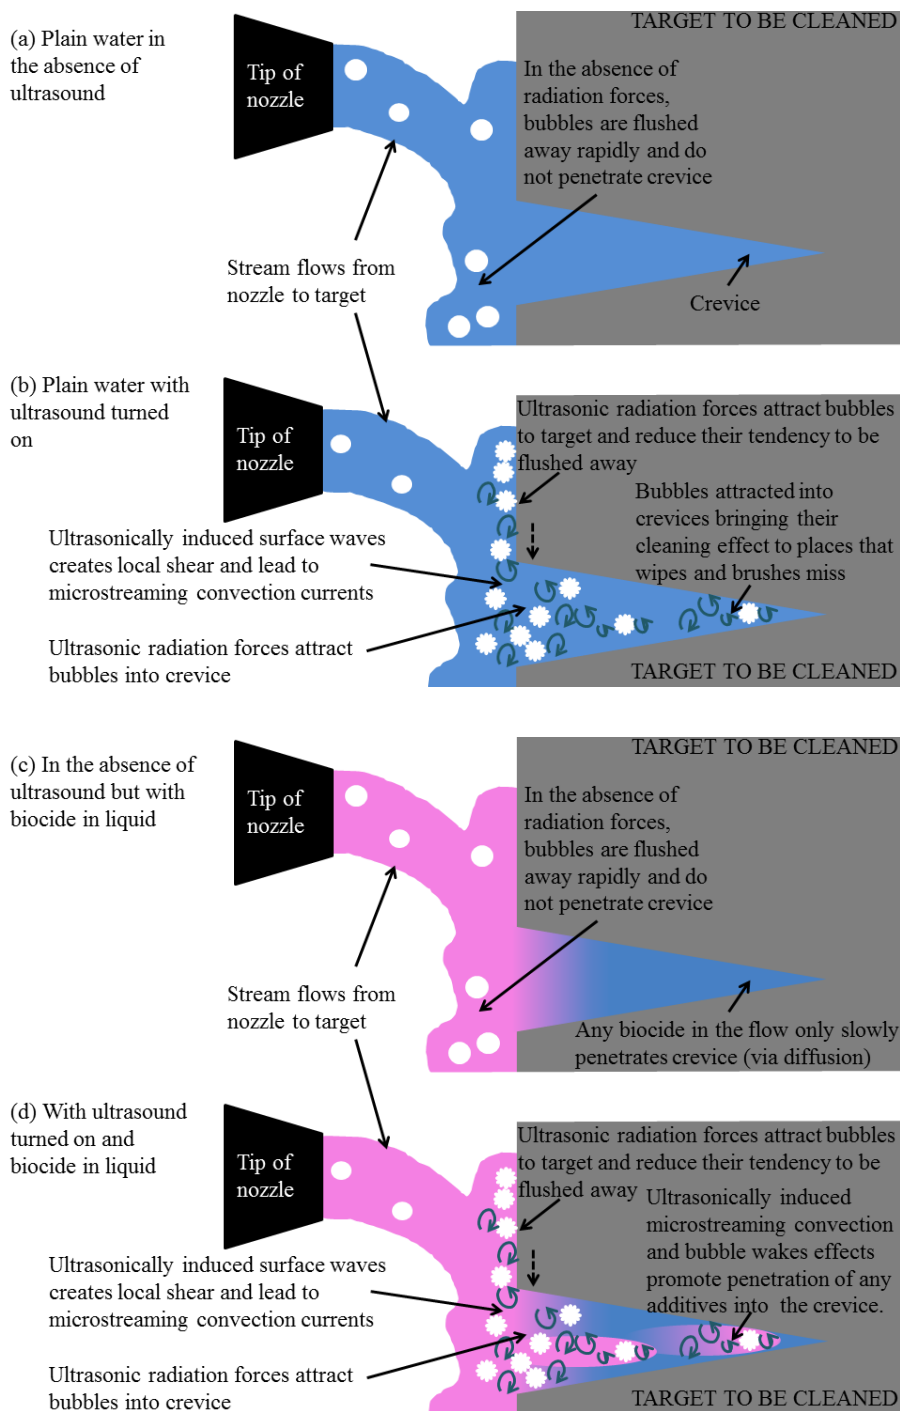 TARGET TO BE CLEANED
(a) Plain water in
the absence of
ultrasound
Tip of
nozzle
In the absence of
radiation forces,
bubbles are flushed
away rapidly and do
not penetrate crevice
Stream flows from
nozzle to target
Crevice
(b) Plain water with
ultrasound turned
on
Tip of
nozzle
Ultrasonic radiation forces attract bubbles
to target and reduce their tendency to be
flushed away
Bubbles attracted into
crevices bringing their
cleaning effect to places that
wipes and brushes miss
Ultrasonically induced surface waves
creates local shear and lead to
microstreaming convection currents
Ultrasonic radiation forces attract
bubbles into crevice
TARGET TO BE CLEANED
TARGET TO BE CLEANED
(c) In the absence of
ultrasound but with
biocide in liquid
Tip of
nozzle
In the absence of
radiation forces,
bubbles are flushed
away rapidly and do
not penetrate crevice
Stream flows from
nozzle to target
Any biocide in the flow only slowly
penetrates crevice (via diffusion)
(d) With ultrasound
turned on and
biocide in liquid
Tip of
nozzle
Ultrasonic radiation forces attract bubbles
to target and reduce their tendency to be
flushed away
Ultrasonically induced
microstreaming convection
and bubble wakes effects
promote penetration of any
additives into the crevice.
Ultrasonically induced surface waves
creates local shear and lead to
microstreaming convection currents
Ultrasonic radiation forces attract
bubbles into crevice
TARGET TO BE CLEANED